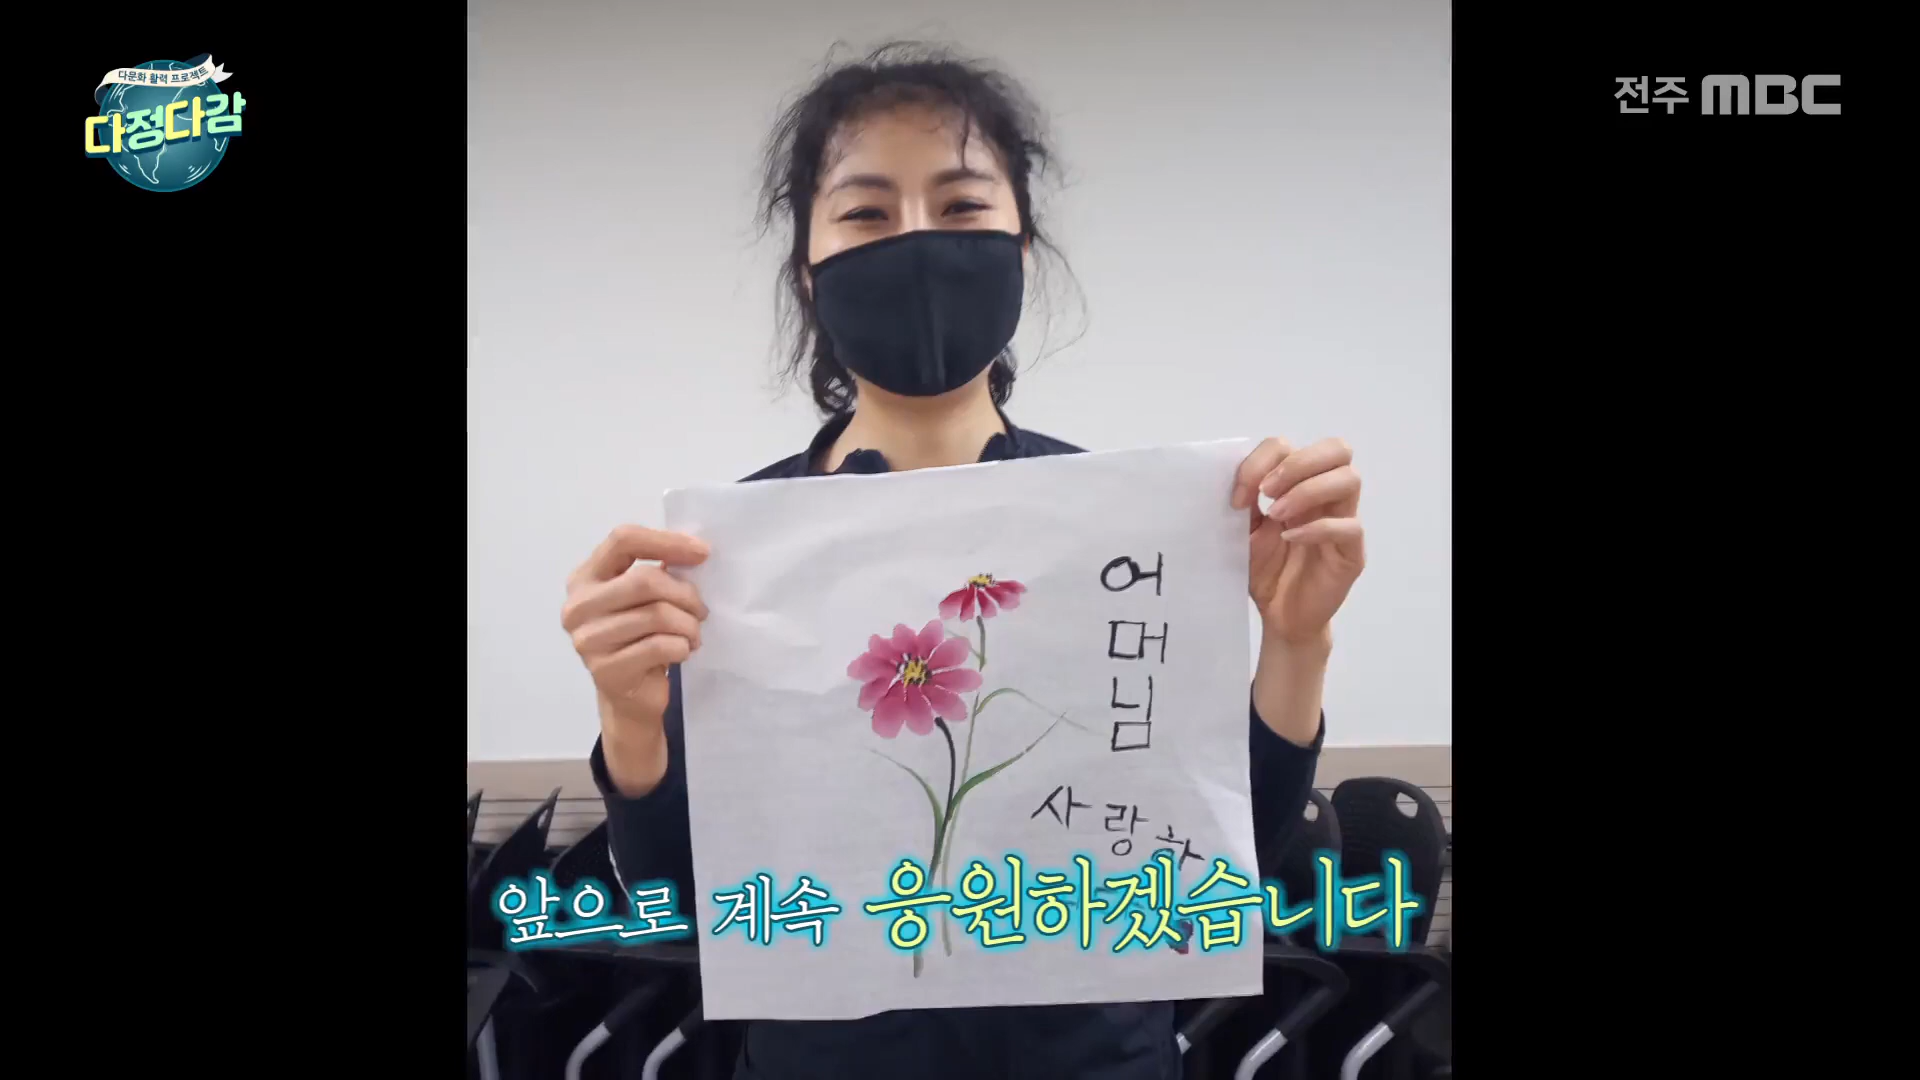 다문화 활력 프로젝트
다정다감
전주 MBC
어머님
사랑하
앞으로 계속 응원하겠습니다